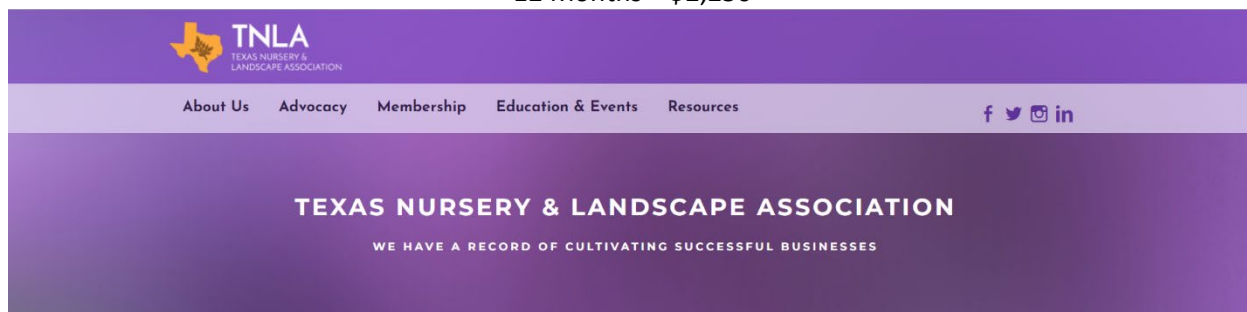 TNLA
TEXAS NURSERY &
LANDSCAPE ASSOCIATION
About Us Advocacy Membership Education & Events Resources
TEXAS NURSERY & LANDSCAPE ASSOCIATION
WE HAVE A RECORD OF CULTIVATING SUCCESSFUL BUSINESSES